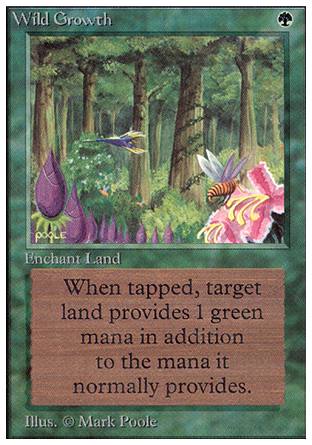 Wild Growth
POOLE
Enchant Land
When tapped, target
land provides 1 green
mana in addition
to the mana it
normally provides.
Illus. © Mark Poole